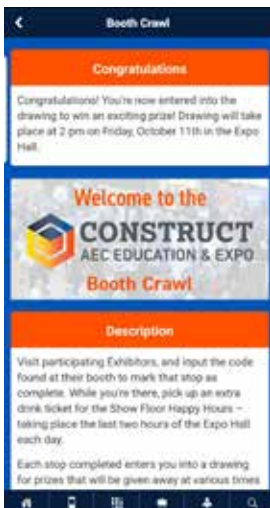 Booth Crawl
Congratulations
Congratulations! You're now entered into the
drawing to win an exciting prize! Drawing will take
place at 2 pm on Friday, October 11th in the Expo
Hall.
Welcome to the
CONSTRUCT
AEC EDUCATION & EXPO
Booth Crawl
Description
Visit participating Exhibitors, and input the code
found at their booth to mark that stop as
complete. While you're there, pick up an extra
drink ticket for the Show Floor Happy Hours –
taking place the last two hours of the Expo Hall
each day.
Each stop completed enters you into a drawing
for prizes that will be given away at various times